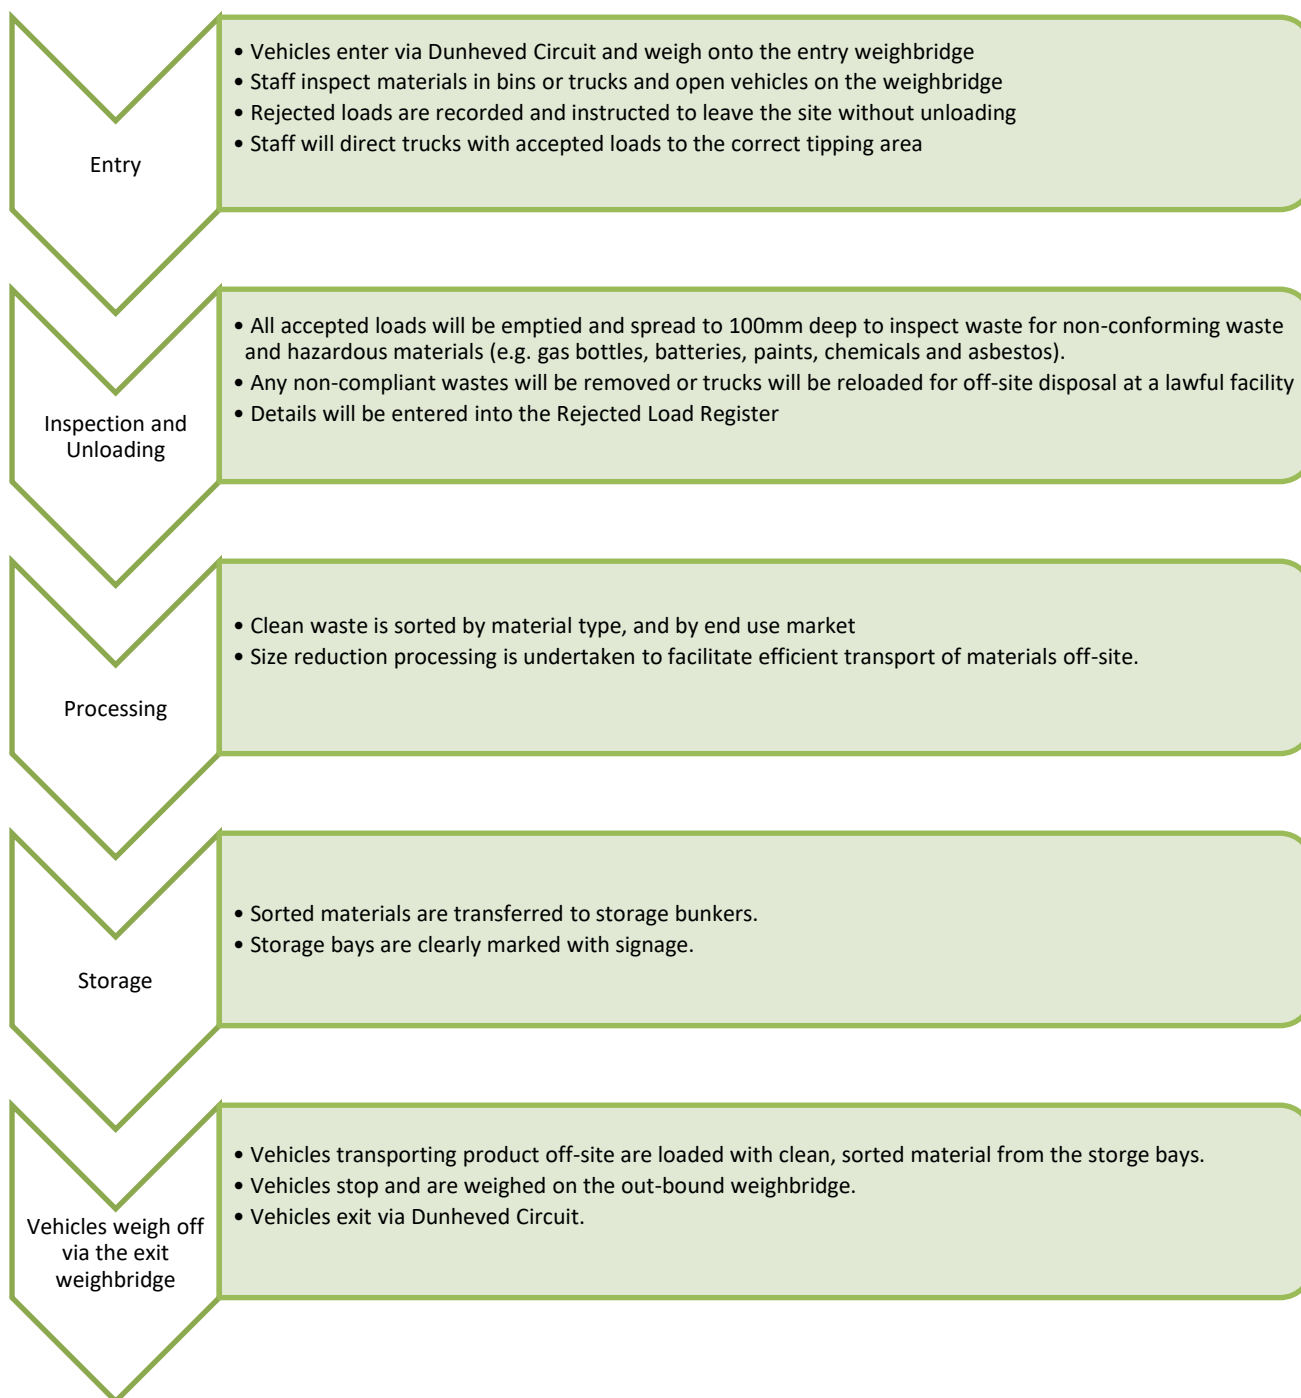 • Vehicles enter via Dunheved Circuit and weigh onto the entry weighbridge
• Staff inspect materials in bins or trucks and open vehicles on the weighbridge
• Rejected loads are recorded and instructed to leave the site without unloading
• Staff will direct trucks with accepted loads to the correct tipping area
Entry
• All accepted loads will be emptied and spread to 100mm deep to inspect waste for non-conforming waste
and hazardous materials (e.g. gas bottles, batteries, paints, chemicals and asbestos).
• Any non-compliant wastes will be removed or trucks will be reloaded for off-site disposal at a lawful facility
• Details will be entered into the Rejected Load Register
Inspection and
Unloading
• Clean waste is sorted by material type, and by end use market
• Size reduction processing is undertaken to facilitate efficient transport of materials off-site.
Processing
• Sorted materials are transferred to storage bunkers.
• Storage bays are clearly marked with signage.
Storage
• Vehicles transporting product off-site are loaded with clean, sorted material from the storge bays.
• Vehicles stop and are weighed on the out-bound weighbridge.
• Vehicles exit via Dunheved Circuit.
Vehicles weigh off
via the exit
weighbridge